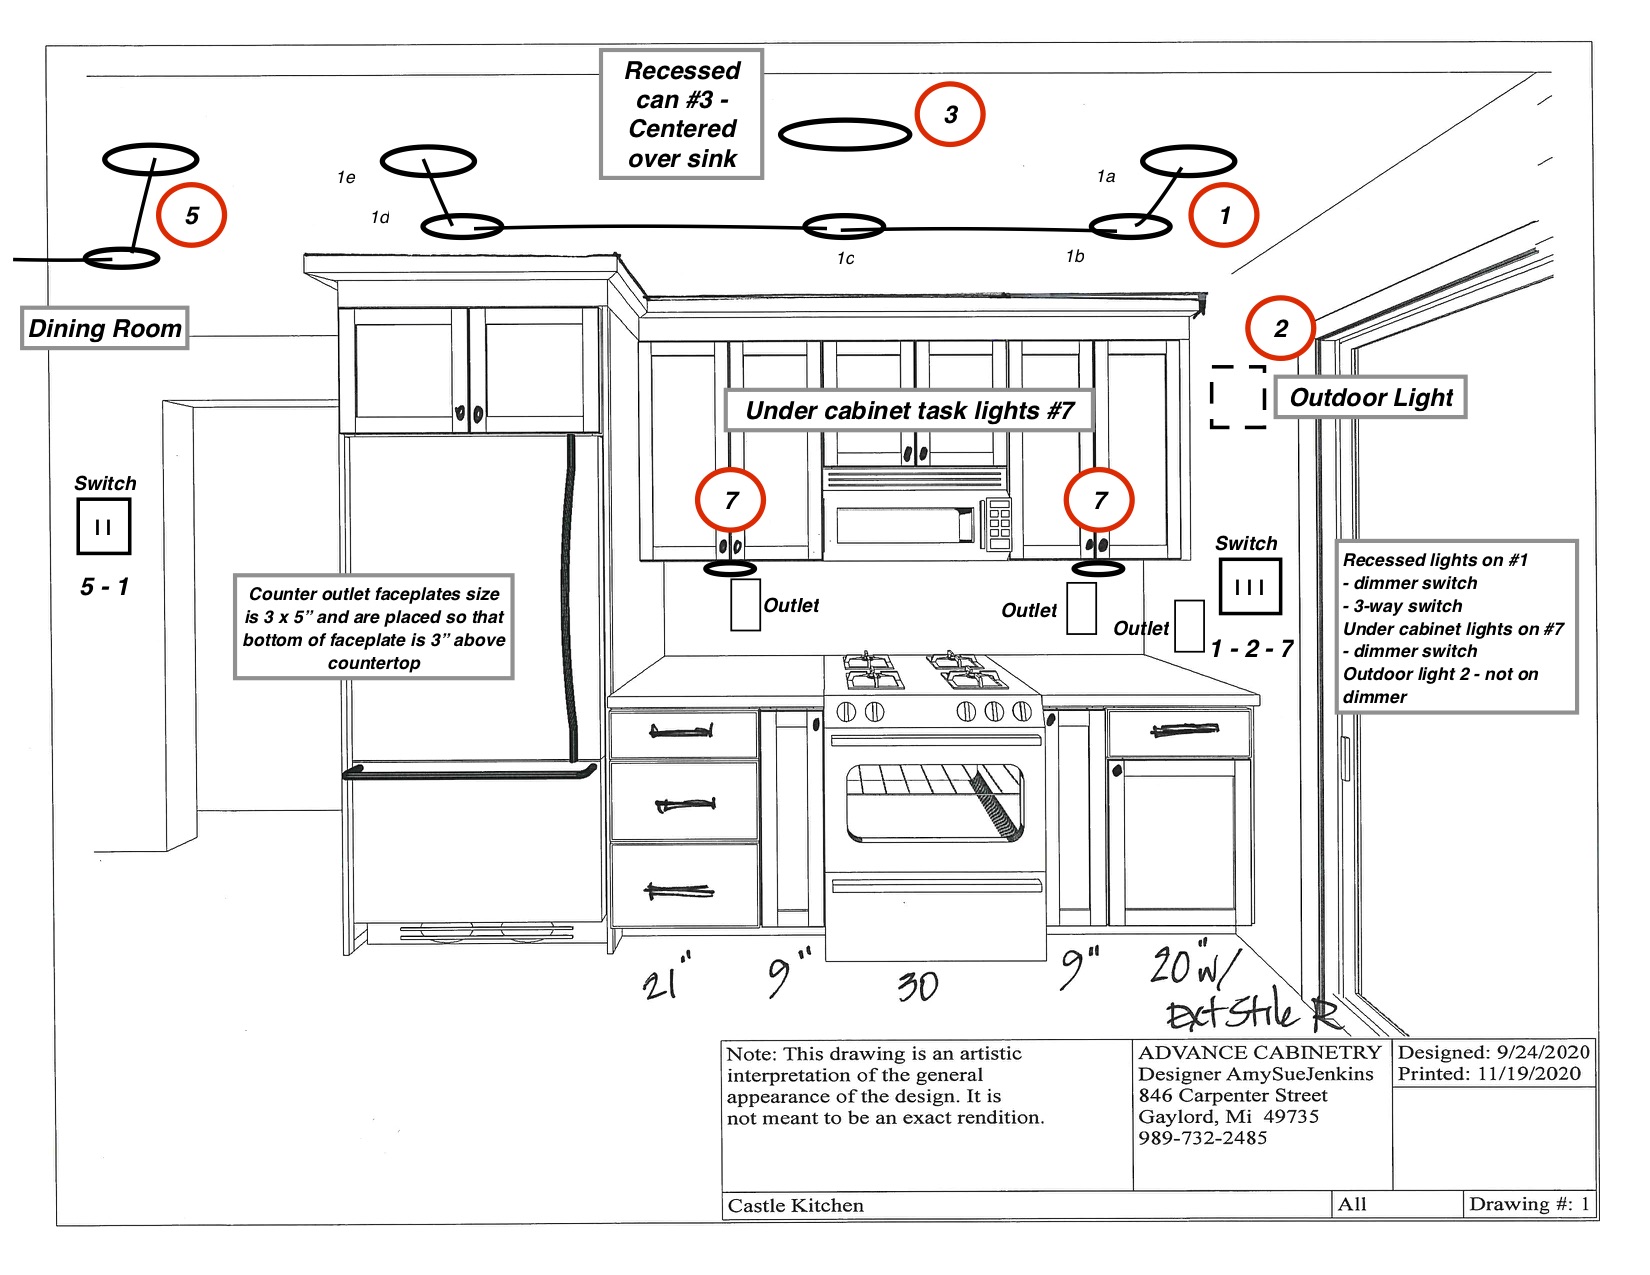 Recessed
can #3 -
Centered
over sink
3
5
1e
1d
1a
1
1c
1b
Dining Room
2
Outdoor Light
Under cabinet task lights #7
7
7
Switch
5 - 1
Counter outlet faceplates size
is 3 x 5” and are placed so that
bottom of faceplate is 3” above
countertop
Outlet
Outlet
Outlet
Switch
1 - 2 - 7
Recessed lights on #1
- dimmer switch
- 3-way switch
Under cabinet lights on #7
- dimmer switch
Outdoor light 2 - not on
dimmer
21"
9"
30
9"
20" w/
Ext Stile R
Note: This drawing is an artistic
interpretation of the general
appearance of the design. It is
not meant to be an exact rendition.
ADVANCE CABINETRY
Designer AmySueJenkins
846 Carpenter Street
Gaylord, Mi 49735
989-732-2485
Designed: 9/24/2020
Printed: 11/19/2020
Castle Kitchen
All
Drawing #: 1